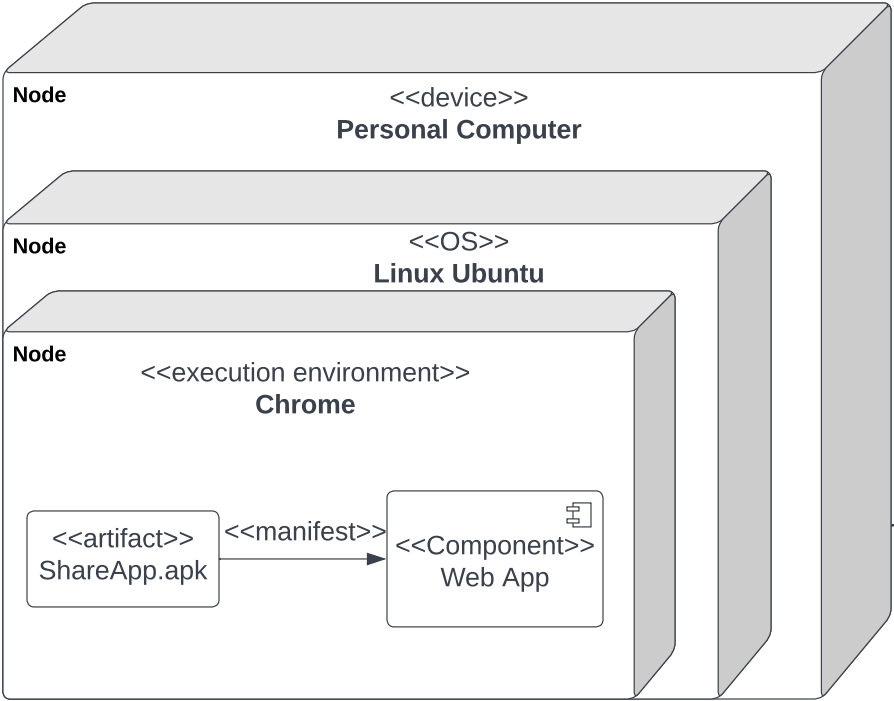 Node
<<device>>
Personal Computer
Node
<<OS>>
Linux Ubuntu
Node
<<execution environment>>
Chrome
<<artifact>>
ShareApp.apk
<<manifest>>
<<Component>>
Web App